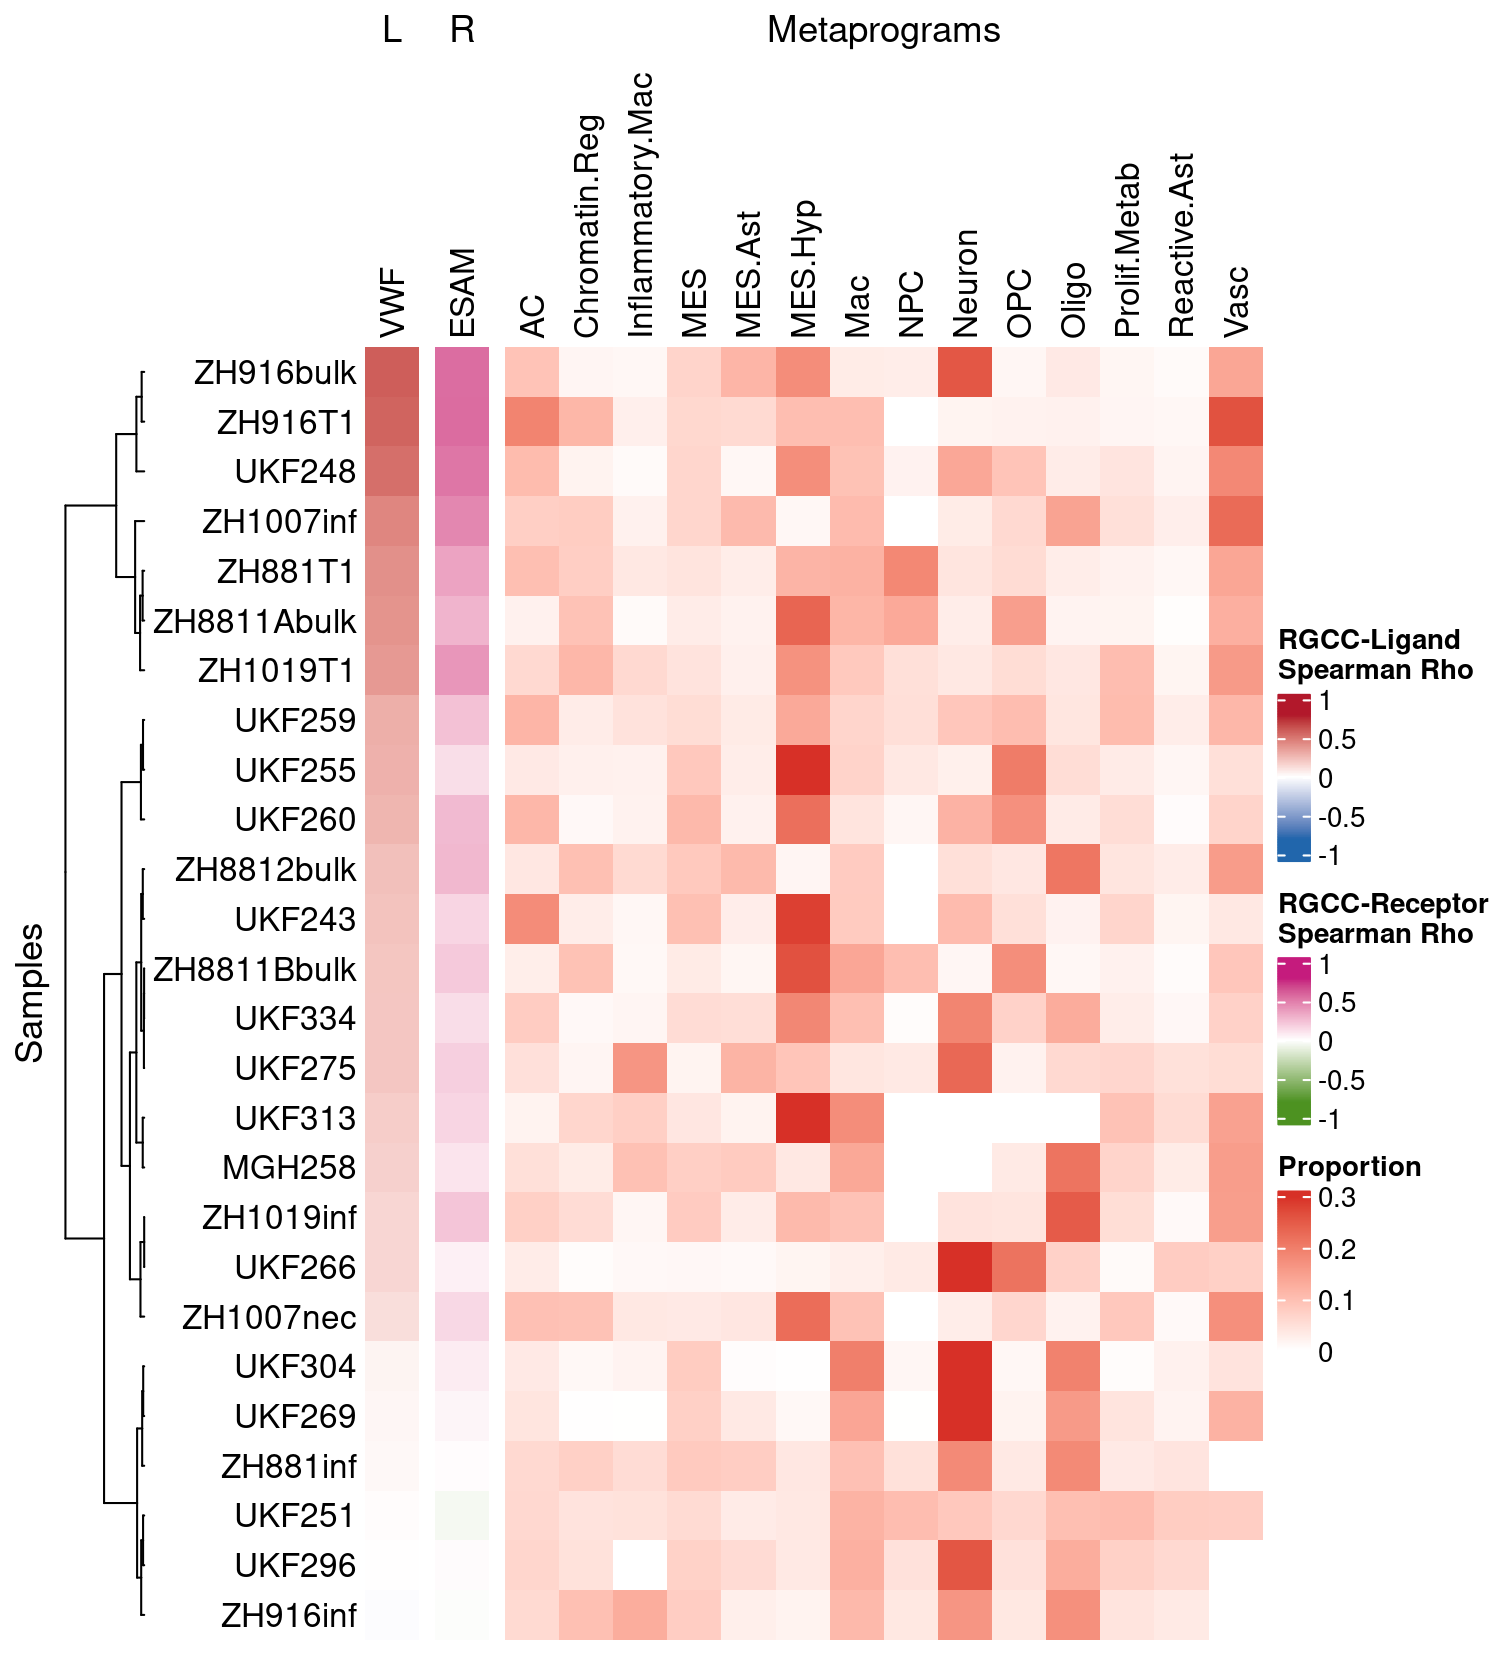 L R Metaprograms
VWF
ESAM
AC
Chromatin.Reg
Inflammatory.Mac
MES
MES.Ast
MES.Hyp
Mac
NPC
Neuron
OPC
Oligo
Prolif.Metab
Reactive.Ast
Vasc
Samples
ZH916bulk
ZH916T1
UKF248
ZH1007inf
ZH881T1
ZH8811Abulk
ZH1019T1
UKF259
UKF255
UKF260
ZH8812bulk
UKF243
ZH8811Bbulk
UKF334
UKF275
UKF313
MGH258
ZH1019inf
UKF266
ZH1007nec
UKF304
UKF269
ZH881inf
UKF251
UKF296
ZH916inf
RGCC-Ligand
Spearman Rho
1
0.5
0
-0.5
-1
RGCC-Receptor
Spearman Rho
1
0.5
0
-0.5
-1
Proportion
0.3
0.2
0.1
0